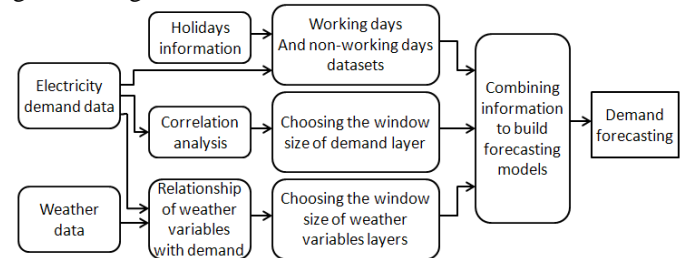 Holidays
information
Working days
And non-working days
datasets
Electricity
demand data
Correlation
analysis
Choosing the window
size of demand layer
Combining
information
to build
forecasting
models
Demand
forecasting
Weather
data
Relationship
of weather
variables
with demand
Choosing the window
size of weather
variables layers